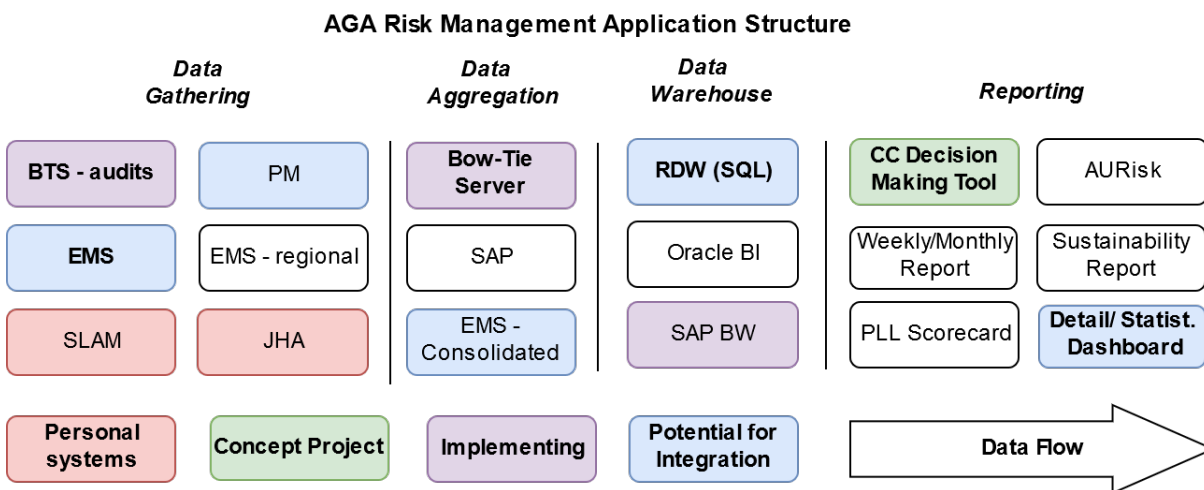 AGA Risk Management Application Structure
Data
Gathering
Data
Aggregation
Data
Warehouse
Reporting
BTS - audits
PM
Bow-Tie
Server
RDW (SQL)
CC Decision
Making Tool
AURisk
EMS
EMS - regional
SAP
Oracle BI
Weekly/Monthly
Report
Sustainability
Report
SLAM
JHA
EMS -
Consolidated
SAP BW
PLL Scorecard
Detail/ Statist.
Dashboard
Personal
systems
Concept Project
Implementing
Potential for
Integration
Data Flow